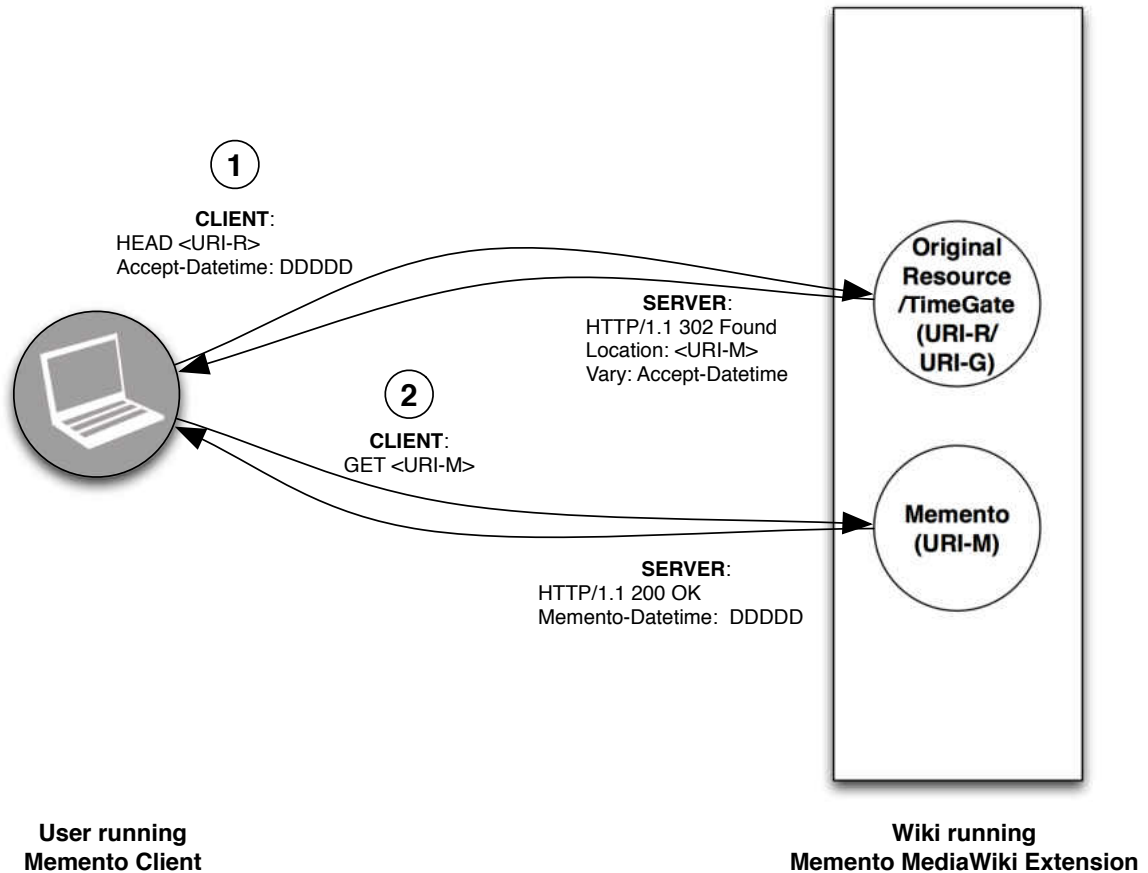 1
CLIENT:
HEAD <URI-R>
Accept-Datetime: DDDDD
SERVER:
HTTP/1.1 302 Found
Location: <URI-M>
Vary: Accept-Datetime
Original
Resource
/TimeGate
(URI-R/
URI-G)
2
CLIENT:
GET <URI-M>
SERVER:
HTTP/1.1 200 OK
Memento-Datetime: DDDDD
Memento
(URI-M)
User running
Memento Client
Wiki running
Memento MediaWiki Extension